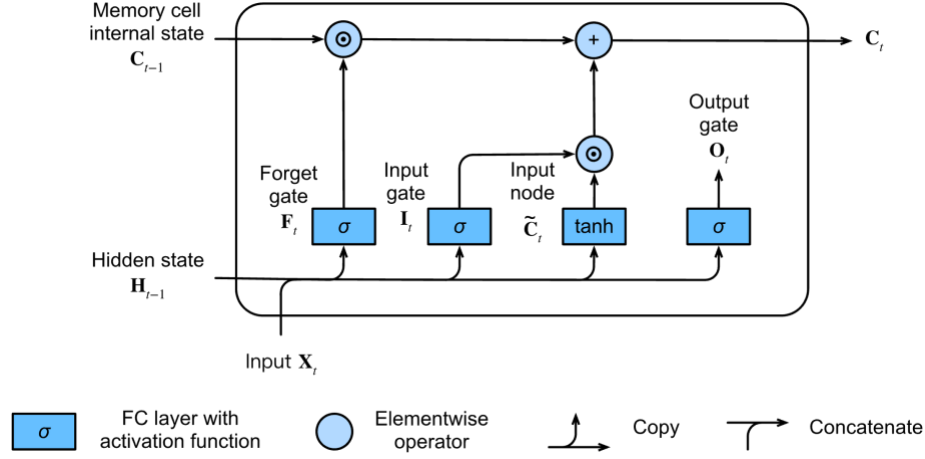 Memory cell
internal state
C_{t−1}
⊙
+
C_t
Output
gate
O_t
⊙
Forget
gate
F_t
Input
gate
I_t
Input
node
C̃_t
σ
σ
tanh
σ
Hidden state
H_{t−1}
Input X_t
σ
FC layer with
activation function
Elementwise
operator
Copy
Concatenate